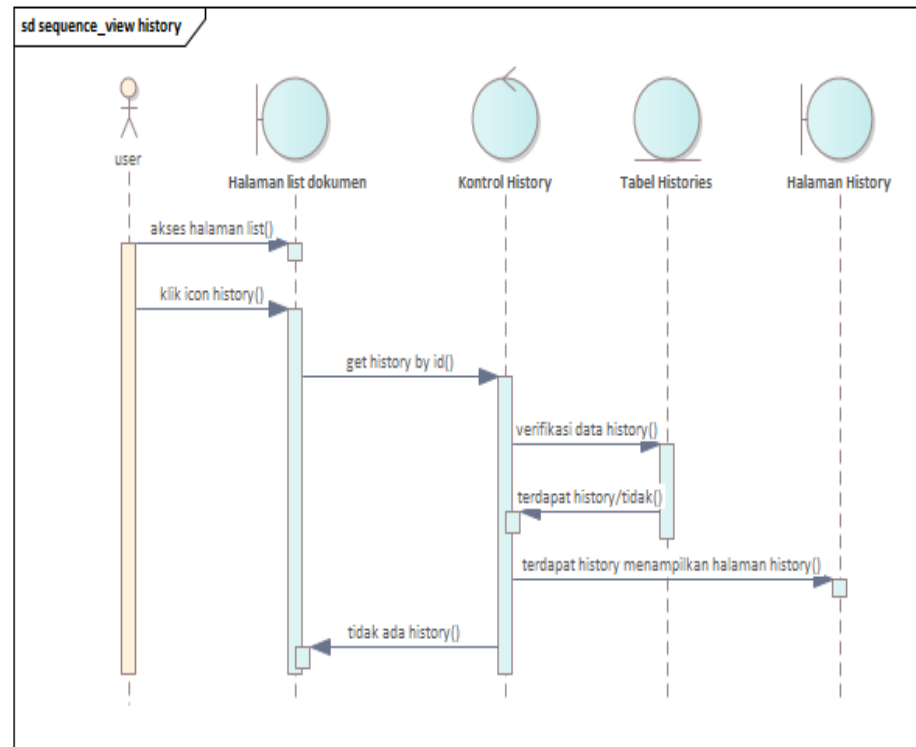 sd sequence_view history
user
Halaman list dokumen
Kontrol History
Tabel Histories
Halaman History
akses halaman list()
klik icon history()
get history by id()
verifikasi data history()
terdapat history/tidak()
terdapat history menampilkan halaman history()
tidak ada history()